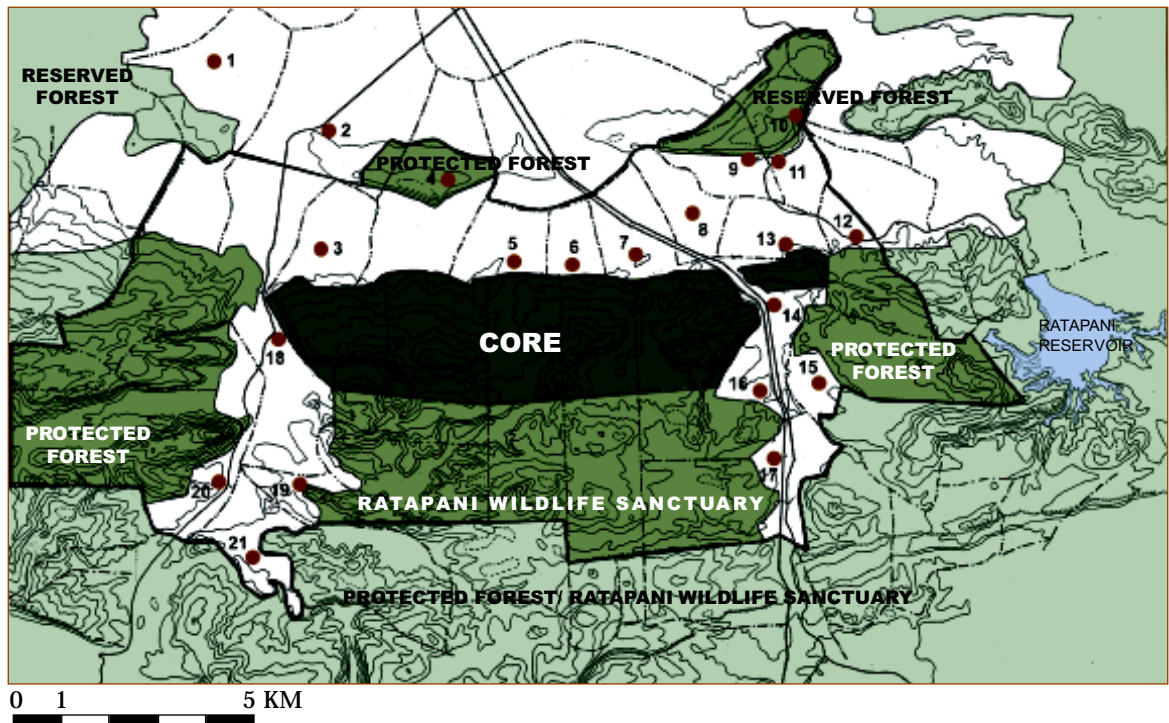 1
RESERVED
FOREST
2
RESERVED FOREST
10
PROTECTED FOREST
4
9
11
8
12
3
5
6
7
13
14
RATAPANI
RESERVOIR
CORE
18
PROTECTED
FOREST
15
16
PROTECTED
FOREST
17
20
19
RATAPANI WILDLIFE SANCTUARY
21
PROTECTED FOREST/ RATAPANI WILDLIFE SANCTUARY
0 1 5 KM